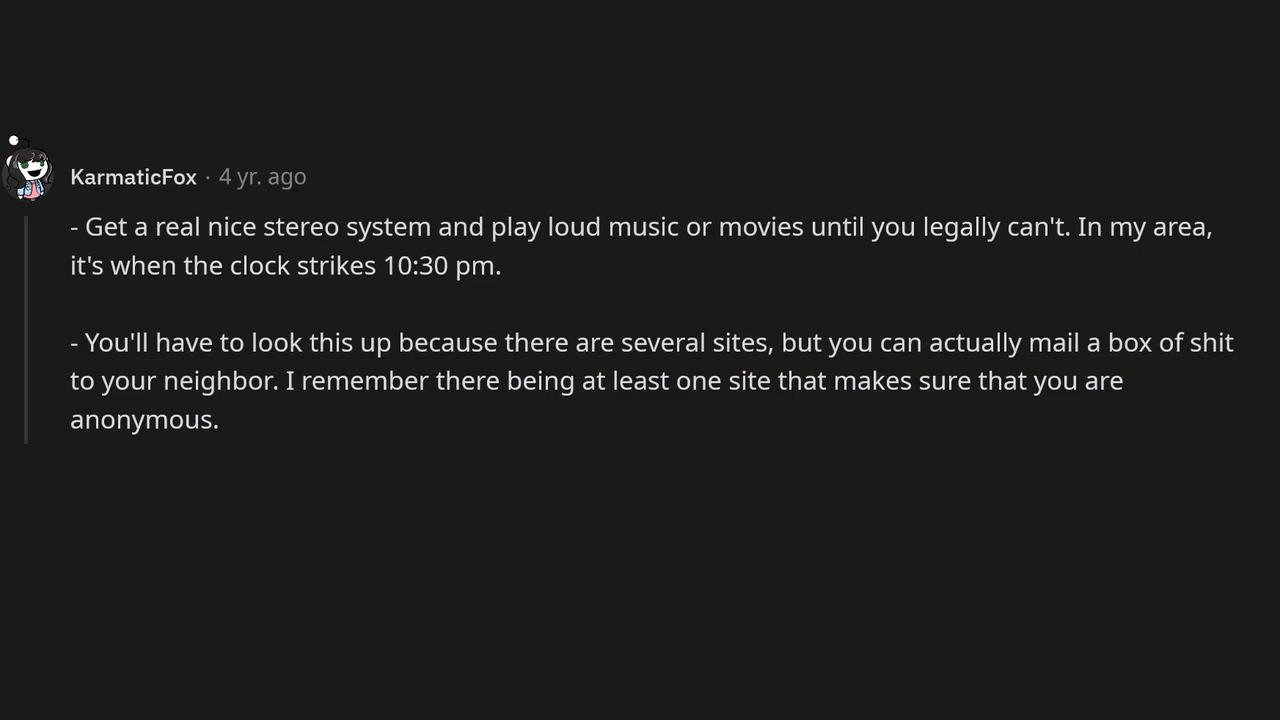 KarmaticFox · 4 yr. ago
- Get a real nice stereo system and play loud music or movies until you legally can't. In my area,
it's when the clock strikes 10:30 pm.
- You'll have to look this up because there are several sites, but you can actually mail a box of shit
to your neighbor. I remember there being at least one site that makes sure that you are
anonymous.